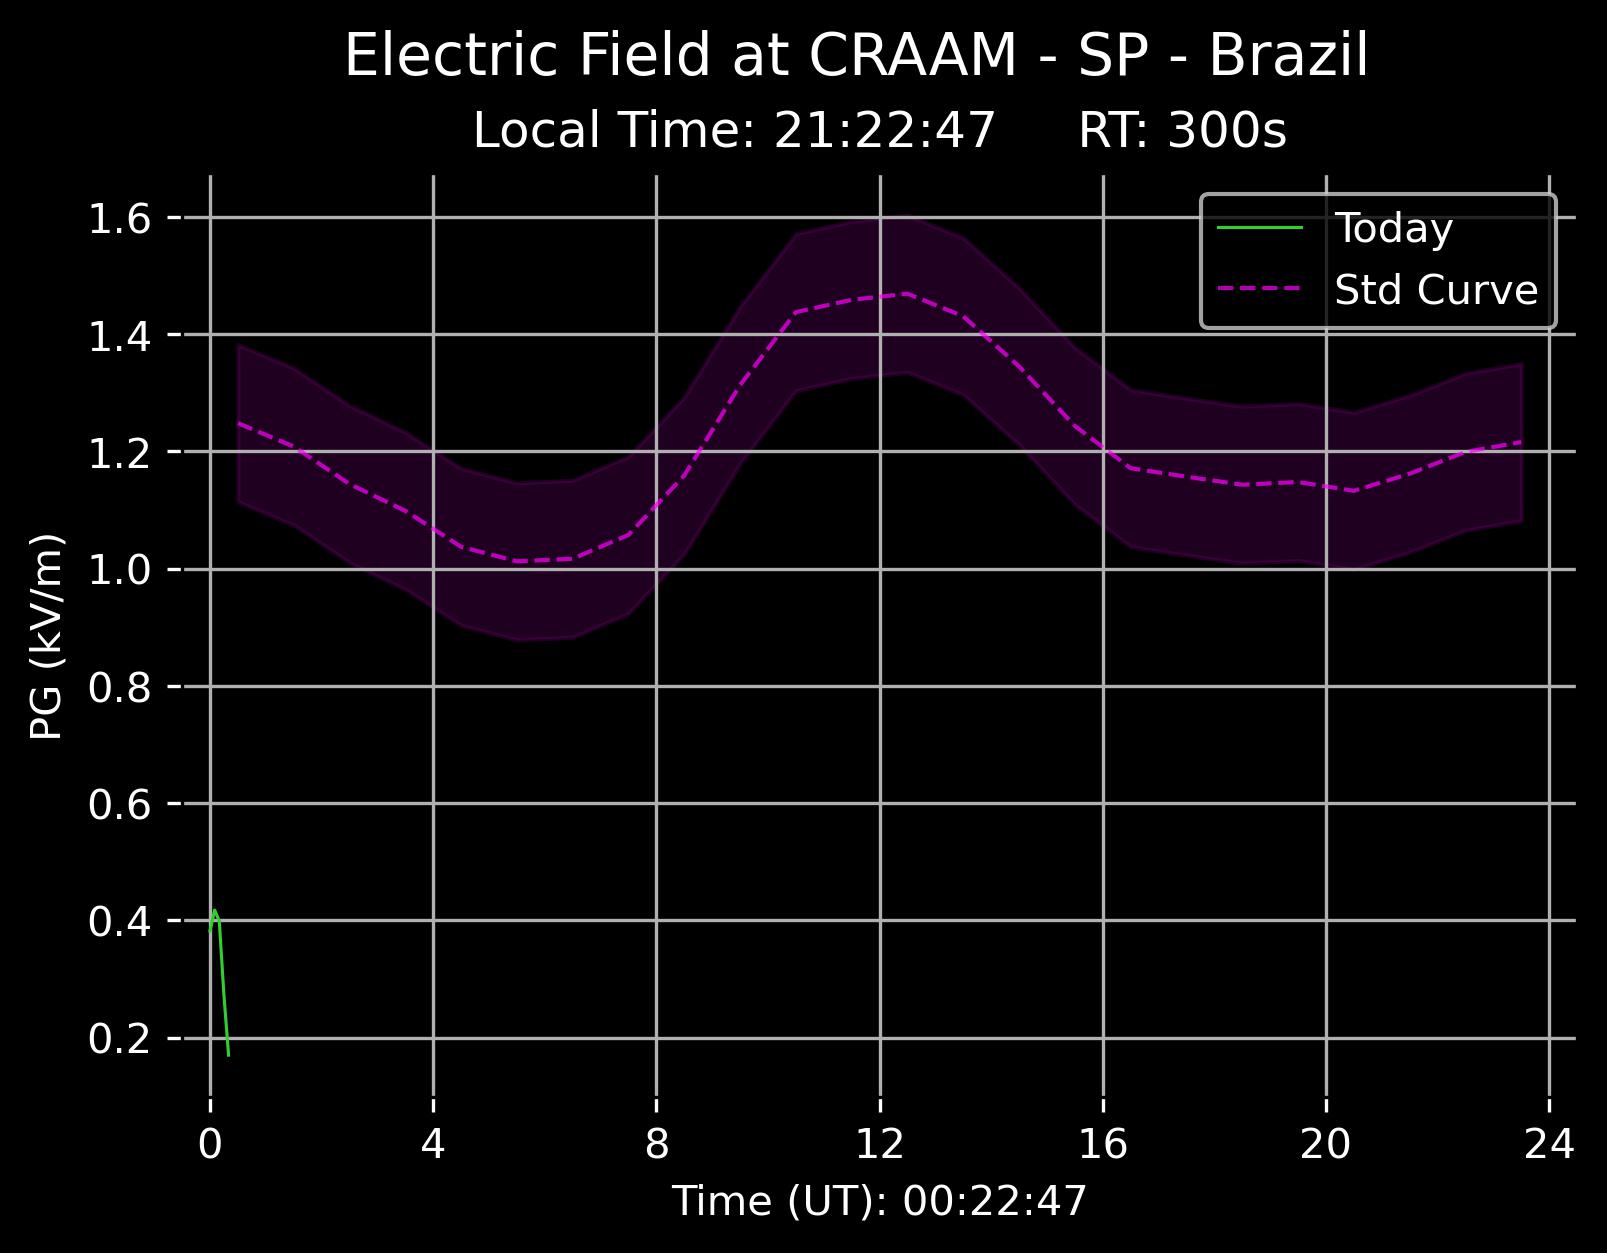 Electric Field at CRAAM - SP - Brazil
Local Time: 21:22:47 RT: 300s
Today
Std Curve
PG (kV/m)
1.6
1.4
1.2
1.0
0.8
0.6
0.4
0.2
0 4 8 12 16 20 24
Time (UT): 00:22:47